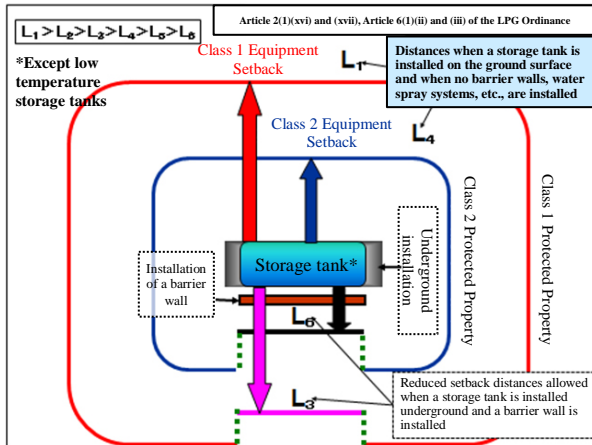 L₁>L₂>L₃>L₄>L₅>L₆
Article 2(1)(xvi) and (xvii), Article 6(1)(ii) and (iii) of the LPG Ordinance
*Except low
temperature
storage tanks
Class 1 Equipment
Setback
L₁
Distances when a storage tank is
installed on the ground surface
and when no barrier walls, water
spray systems, etc., are installed
Class 2 Equipment
Setback
L₄
Class 2 Protected Property
Class 1 Protected Property
Installation
of a barrier
wall
Storage tank*
Underground
installation
L₆
L₃
Reduced setback distances allowed
when a storage tank is installed
underground and a barrier wall is
installed